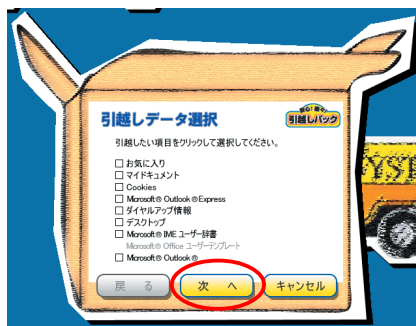 引越しデータ選択
安心!楽々!
引越しパック
引越したい項目をクリックして選択してください。
お気に入り
マイドキュメント
Cookies
Microsoft® Outlook® Express
ダイヤルアップ情報
デスクトップ
Microsoft® IME ユーザー辞書
Microsoft® Office ユーザーテンプレート
Microsoft® Outlook®
戻る
次へ
キャンセル
YST